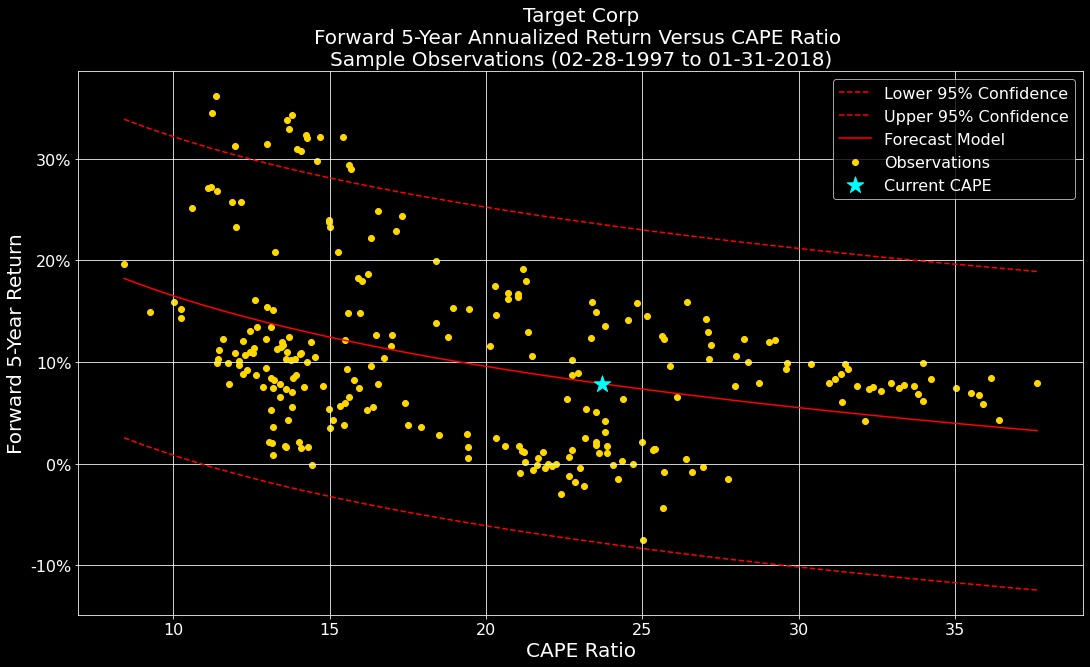 Target Corp
Forward 5-Year Annualized Return Versus CAPE Ratio
Sample Observations (02-28-1997 to 01-31-2018)
Lower 95% Confidence
Upper 95% Confidence
Forecast Model
Observations
Current CAPE
Forward 5-Year Return
30%
20%
10%
0%
-10%
10 15 20 25 30 35
CAPE Ratio